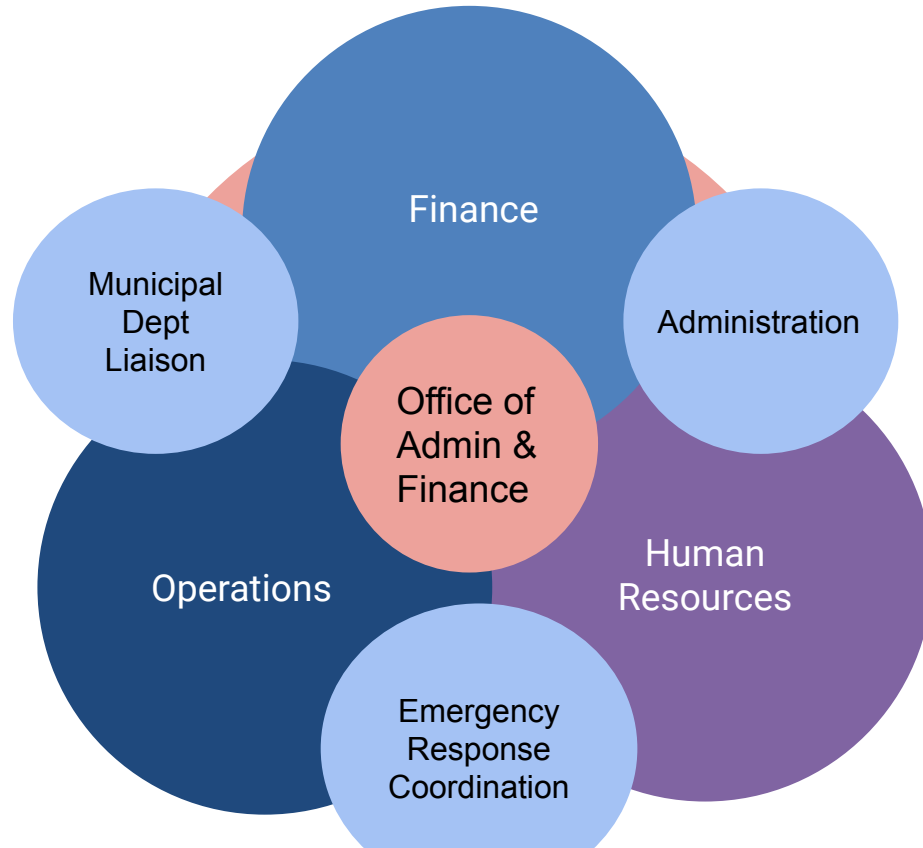 Finance
Municipal
Dept
Liaison
Administration
Office of
Admin &
Finance
Operations
Human
Resources
Emergency
Response
Coordination